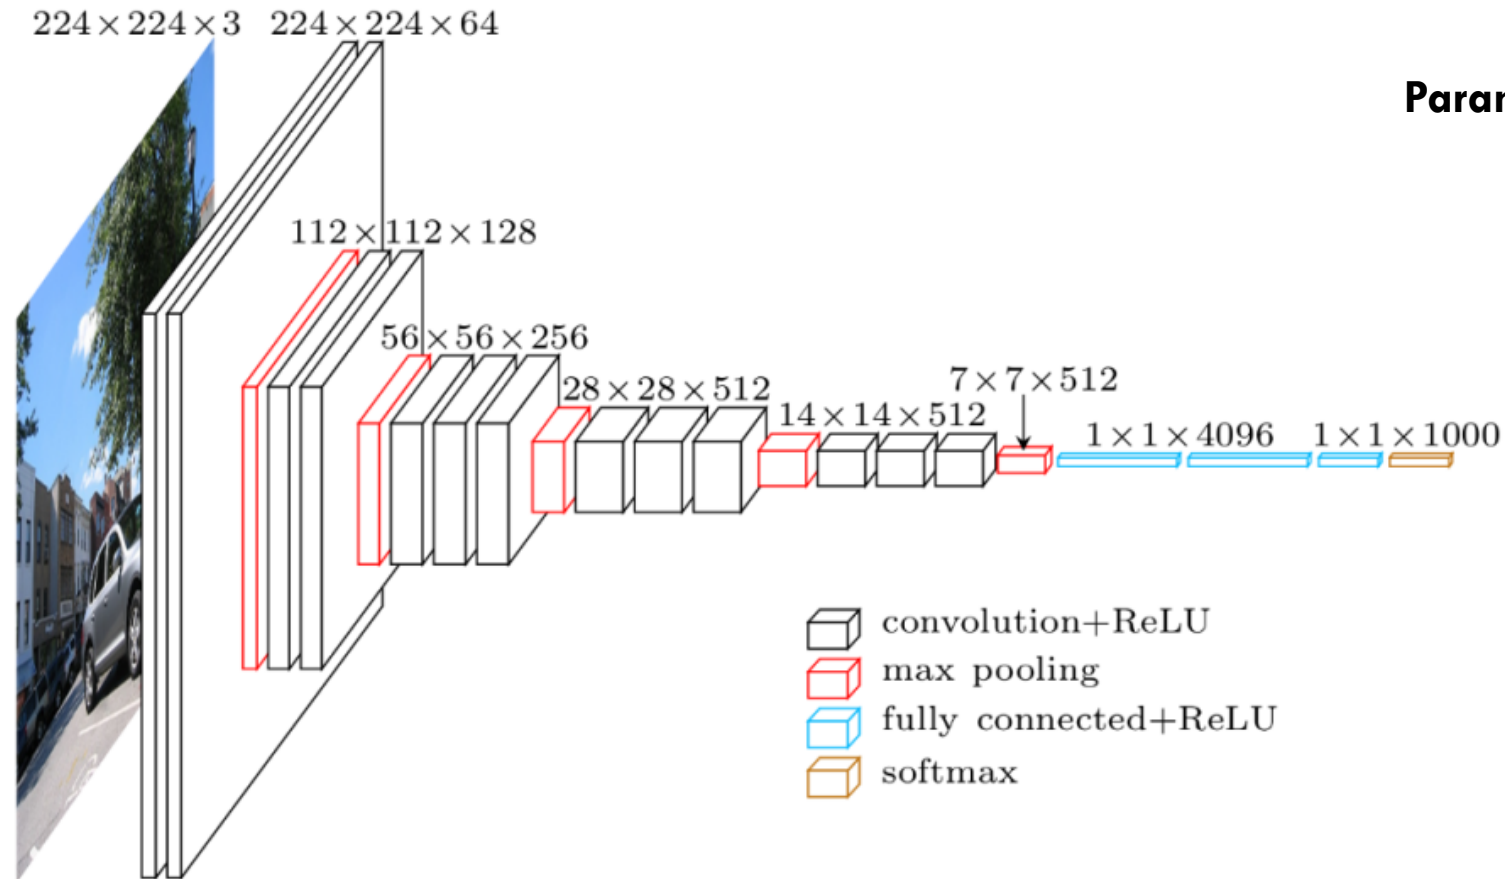 224×224×3
224×224×64
Paran
112×112×128
56×56×256
28×28×512
14×14×512
7×7×512
1×1×4096
1×1×1000
convolution+ReLU
max pooling
fully connected+ReLU
softmax